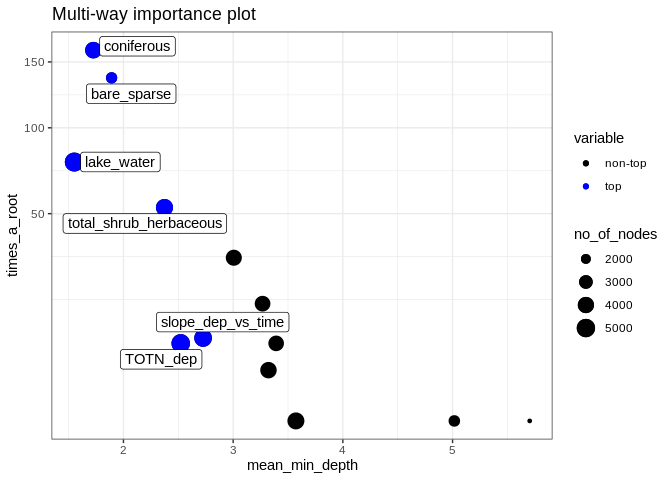 Multi-way importance plot
times_a_root
150
100
50
coniferous
bare_sparse
lake_water
total_shrub_herbaceous
slope_dep_vs_time
TOTN_dep
2
3
4
5
mean_min_depth
variable
non-top
top
no_of_nodes
2000
3000
4000
5000